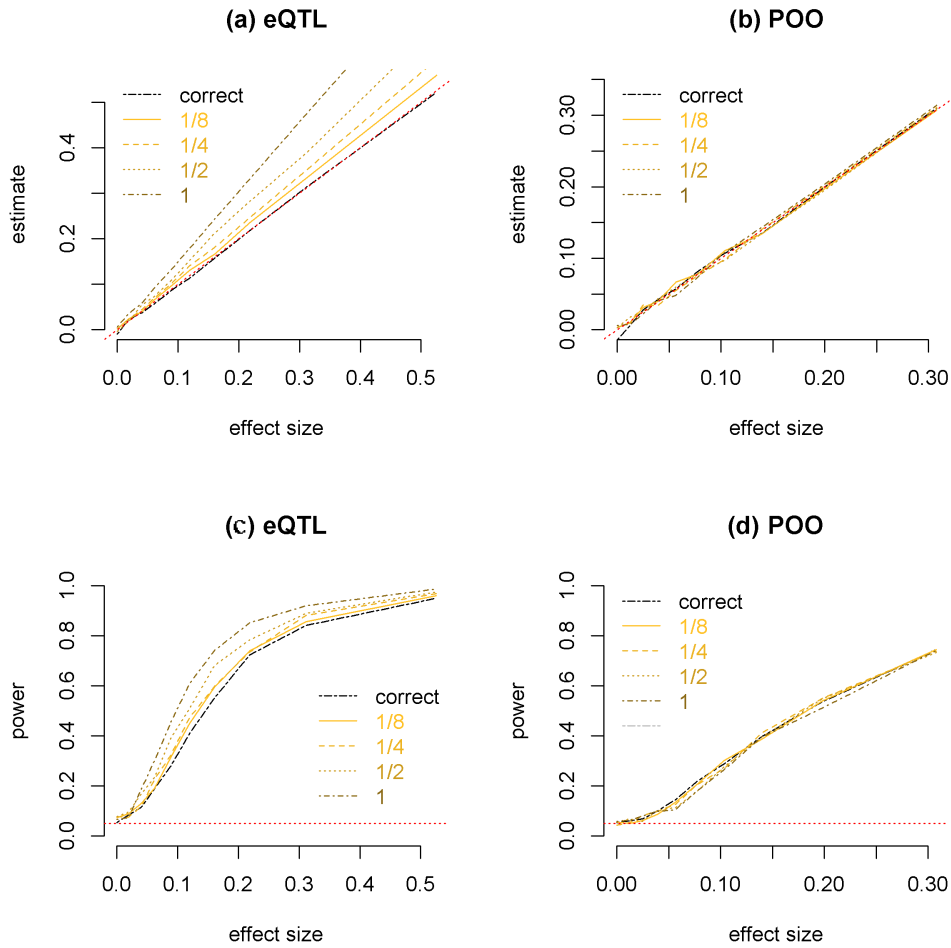 (a) eQTL
correct
1/8
1/4
1/2
1
estimate
0.0
0.2
0.4
0.0 0.1 0.2 0.3 0.4 0.5
effect size
(b) POO
correct
1/8
1/4
1/2
1
estimate
0.00
0.10
0.20
0.30
0.00 0.10 0.20 0.30
effect size
(c) eQTL
correct
1/8
1/4
1/2
1
power
0.0
0.2
0.4
0.6
0.8
1.0
0.0 0.1 0.2 0.3 0.4 0.5
effect size
(d) POO
correct
1/8
1/4
1/2
1
power
0.0
0.2
0.4
0.6
0.8
1.0
0.00 0.10 0.20 0.30
effect size